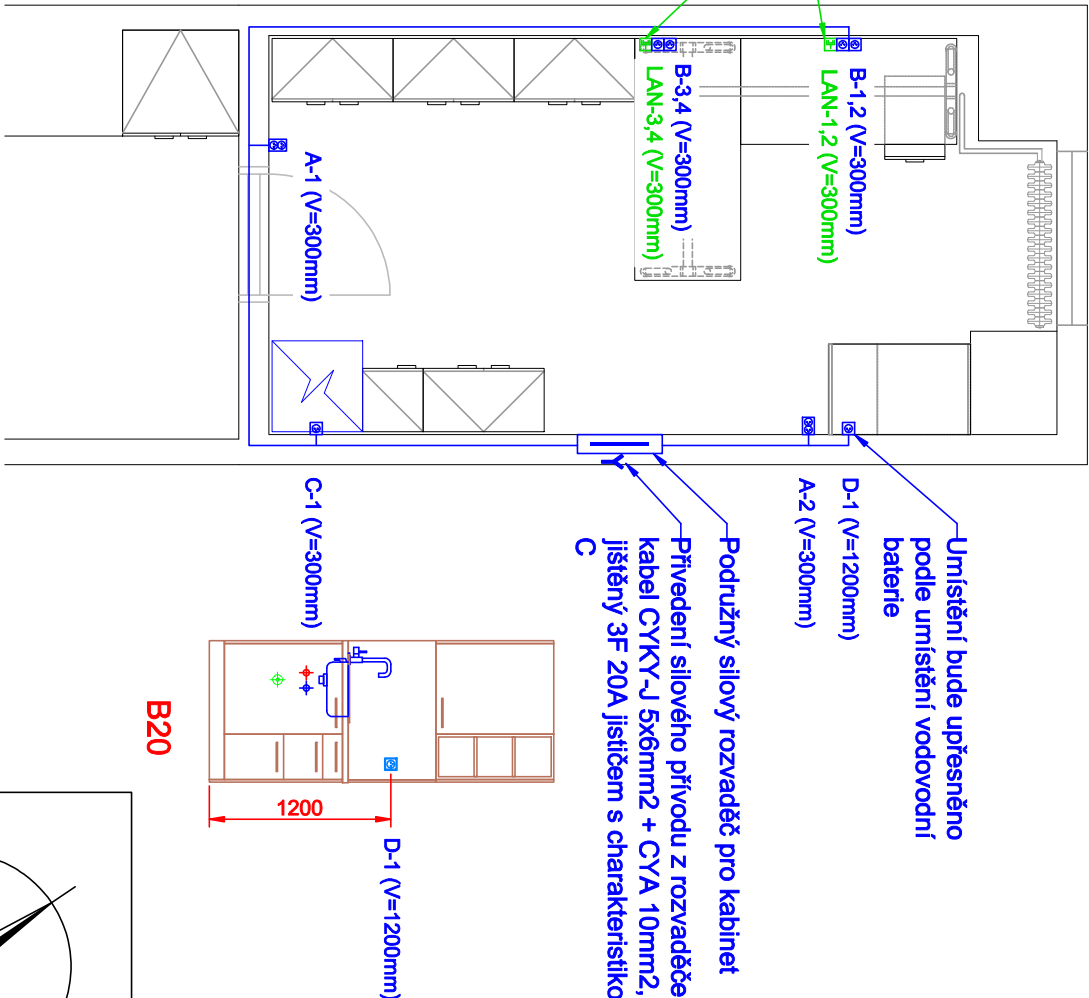 B-1,2 (V=300mm)
LAN-1,2 (V=300mm)
B-3,4 (V=300mm)
LAN-3,4 (V=300mm)
A-1 (V=300mm)
Umístění bude upřesněno
podle umístění vodovodní
baterie
D-1 (V=1200mm)
A-2 (V=300mm)
Podružný silový rozvaděč pro kabinet
Přivedení silového přívodu z rozvaděče
kabel CYKY-J 5x6mm2 + CYA 10mm2,
jištěný 3F 20A jističem s charakteristiko
C
C-1 (V=300mm)
B20
1200
D-1 (V=1200mm)